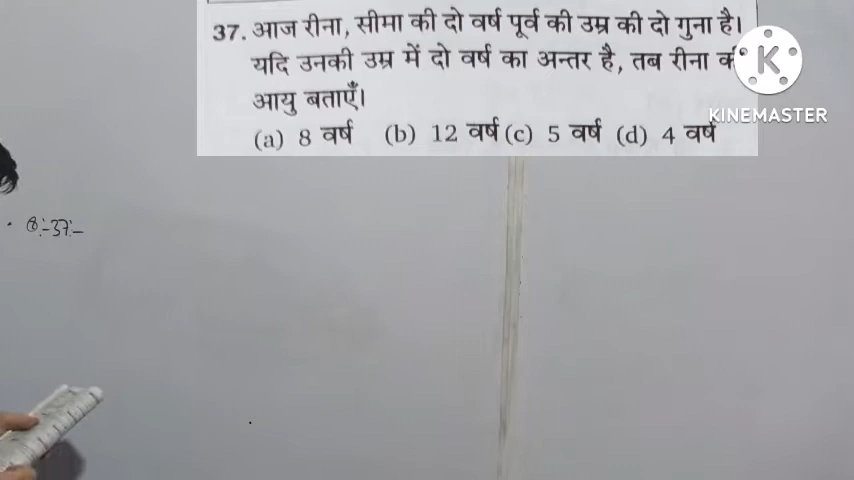 37. आज रीना, सीमा की दो वर्ष पूर्व की उम्र की दो गुना है।
यदि उनकी उम्र में दो वर्ष का अन्तर है, तब रीना की
आयु बताएँ।
(a) 8 वर्ष (b) 12 वर्ष (c) 5 वर्ष (d) 4 वर्ष
K
KINEMASTER
Q:-37:-